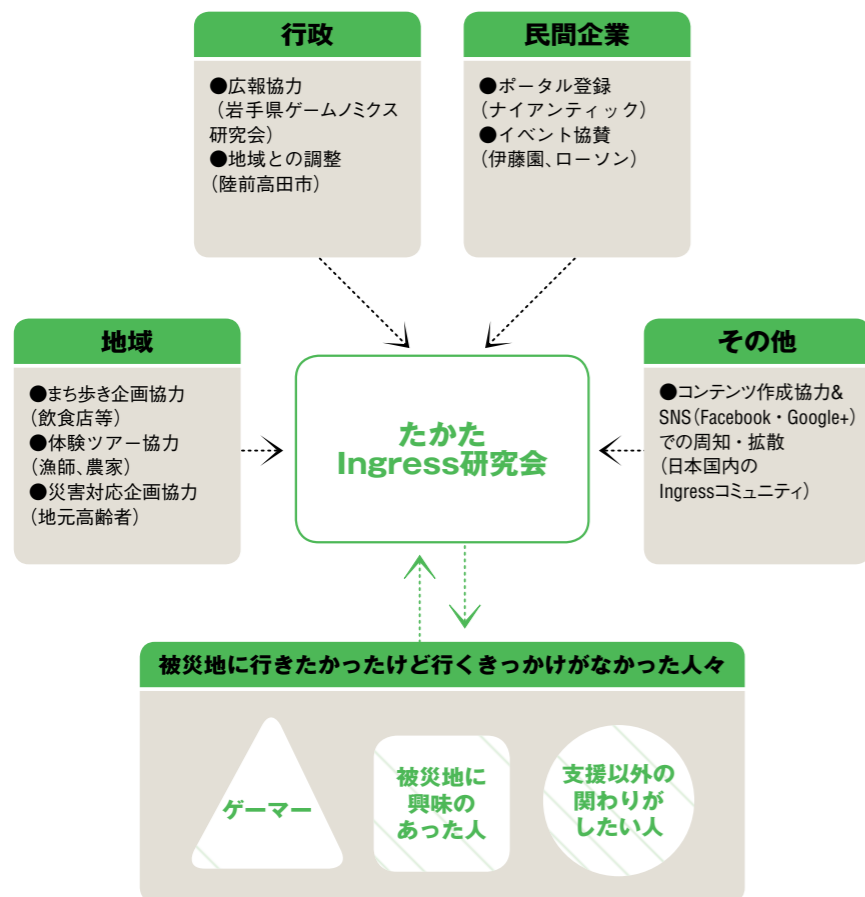 行政
●広報協力
(岩手県ゲームノミクス
研究会)
●地域との調整
(陸前高田市)
民間企業
●ポータル登録
(ナイアンティック)
●イベント協賛
(伊藤園、ローソン)
地域
●まち歩き企画協力
(飲食店等)
●体験ツアー協力
(漁師、農家)
●災害対応企画協力
(地元高齢者)
たかた
Ingress研究会
その他
●コンテンツ作成協力&
SNS(Facebook・Google+)
での周知・拡散
(日本国内の
Ingressコミュニティ)
被災地に行きたかったけど行くきっかけがなかった人々
ゲーマー
被災地に
興味の
あった人
支援以外の
関わりが
したい人